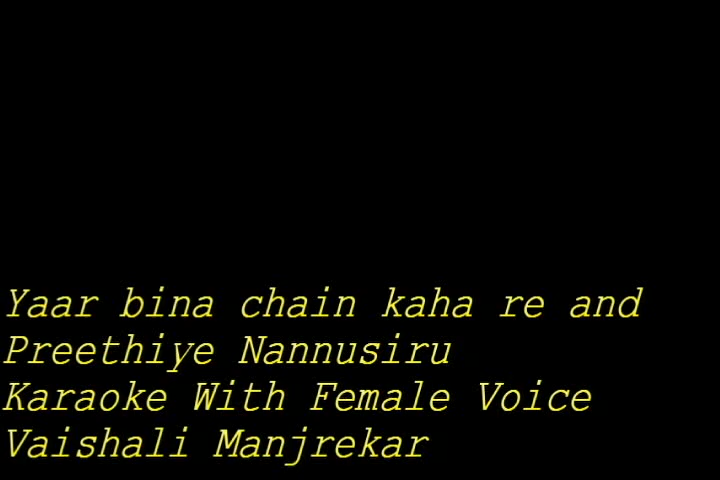 Yaar bina chain kaha re and
Preethiye Nannusiru
Karaoke With Female Voice
Vaishali Manjrekar